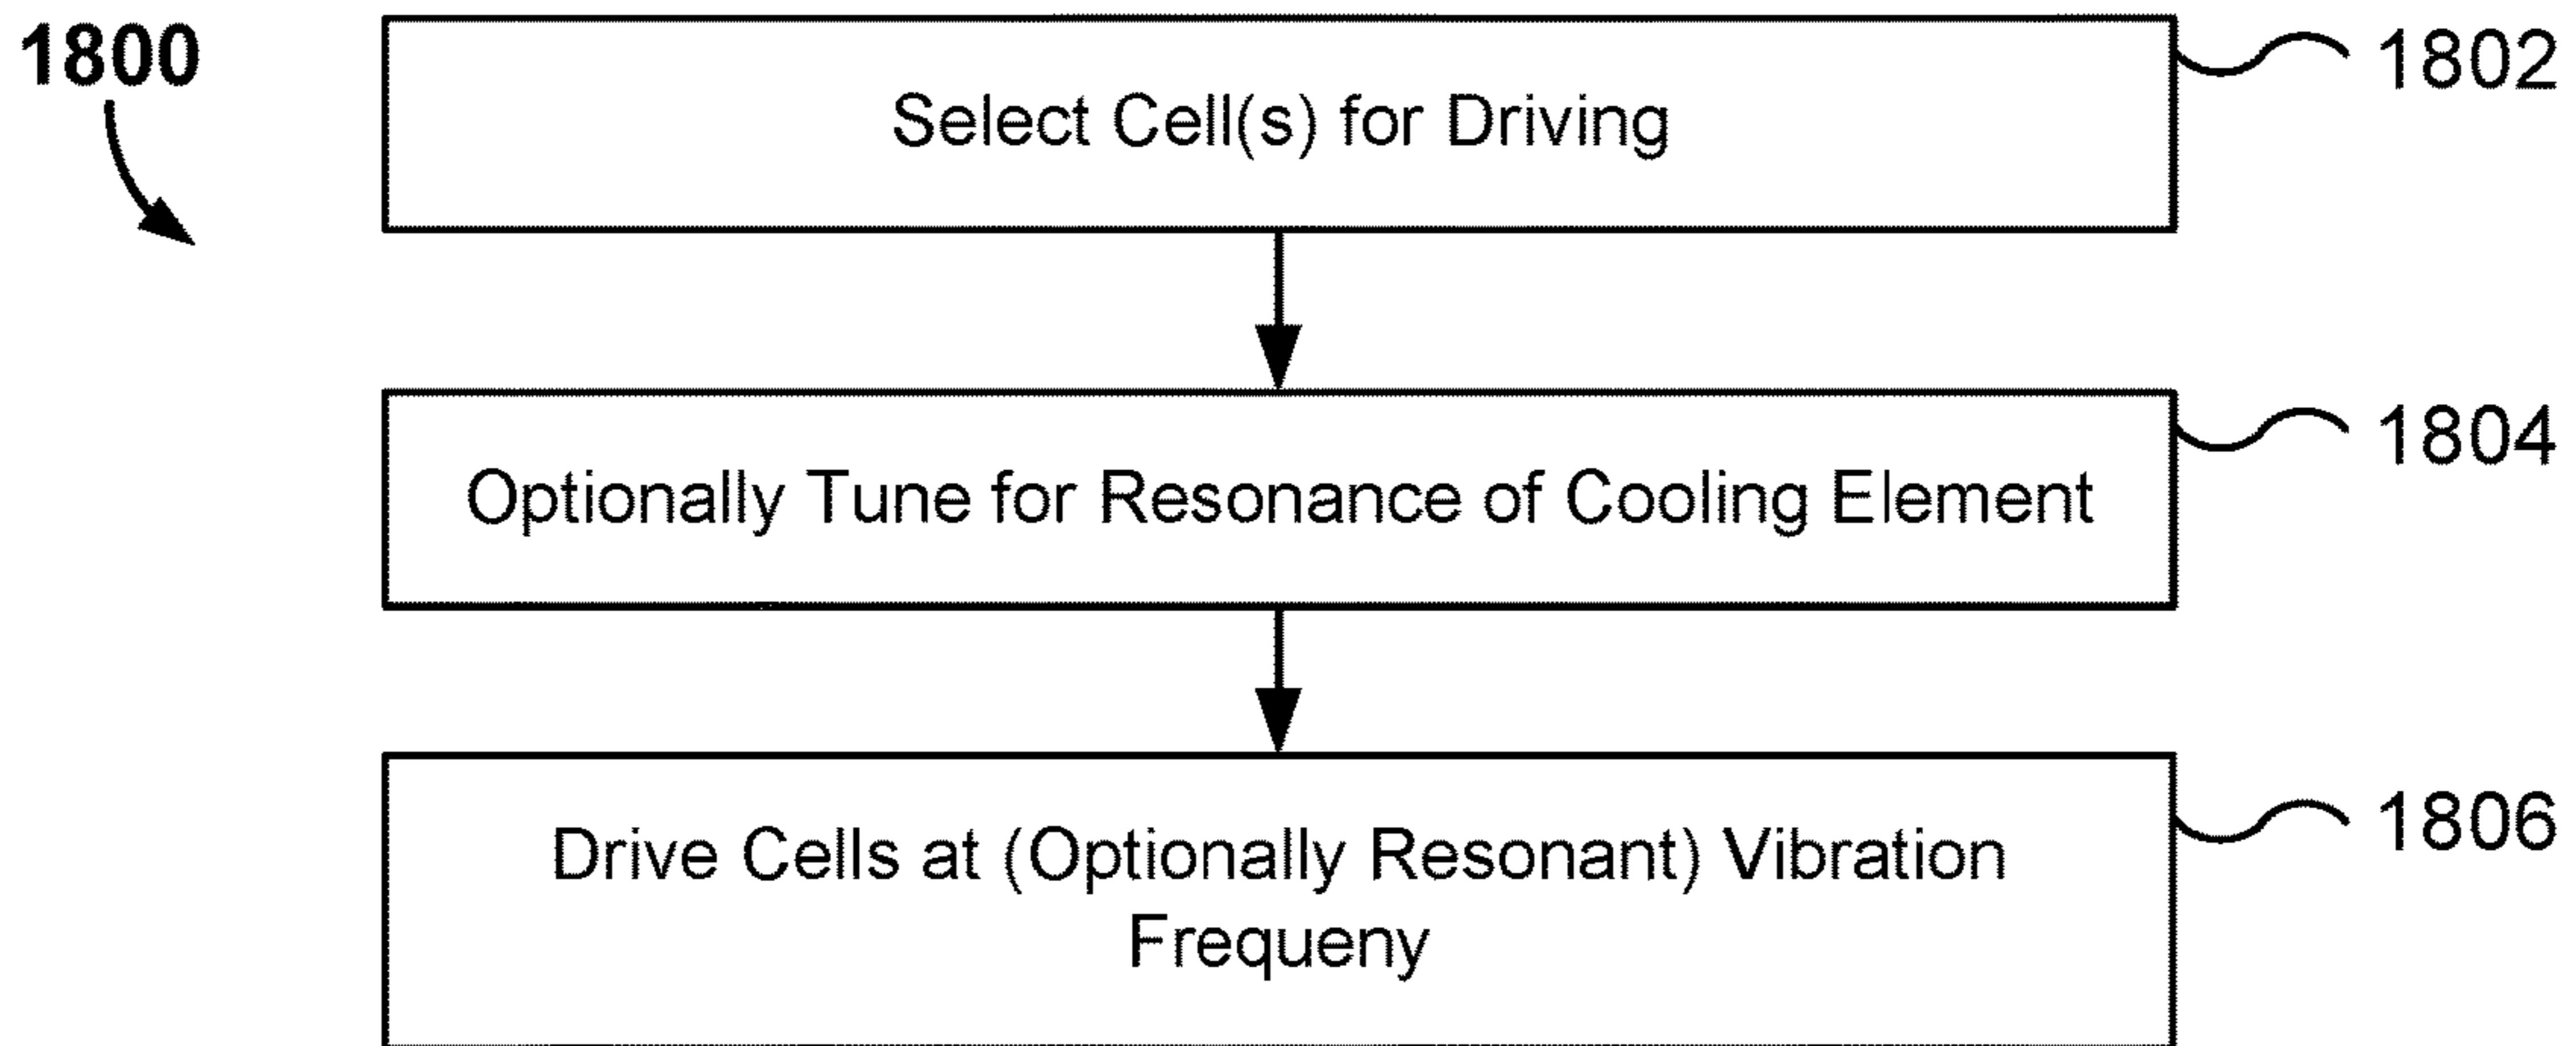 1800
Select Cell(s) for Driving
1802
Optionally Tune for Resonance of Cooling Element
1804
Drive Cells at (Optionally Resonant) Vibration
Frequeny
1806